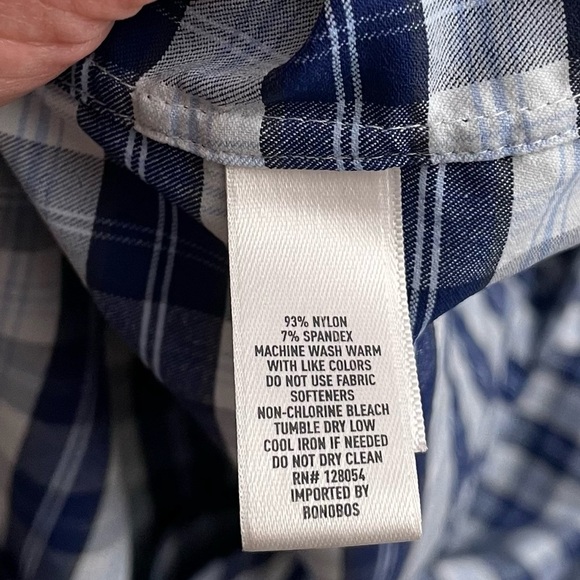 93% NYLON
7% SPANDEX
MACHINE WASH WARM
WITH LIKE COLORS
DO NOT USE FABRIC
SOFTENERS
NON-CHLORINE BLEACH
TUMBLE DRY LOW
COOL IRON IF NEEDED
DO NOT DRY CLEAN
RN# 128054
IMPORTED BY
BONOBOS